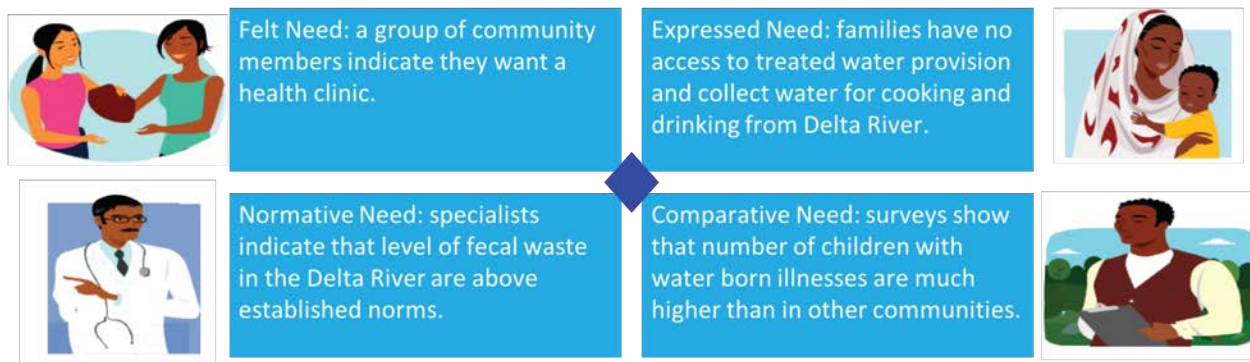 Felt Need: a group of community
members indicate they want a
health clinic.
Expressed Need: families have no
access to treated water provision
and collect water for cooking and
drinking from Delta River.
Normative Need: specialists
indicate that level of fecal waste
in the Delta River are above
established norms.
Comparative Need: surveys show
that number of children with
water born illnesses are much
higher than in other communities.